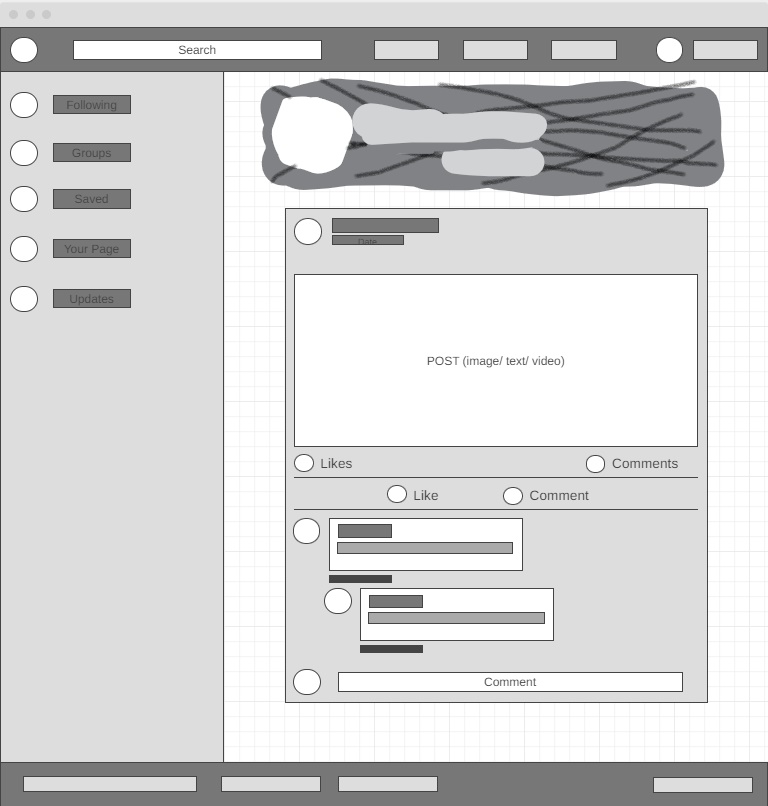 Search
Following
Groups
Saved
Your Page
Updates
Date
POST (image/ text/ video)
Likes
Comments
Like
Comment
Comment